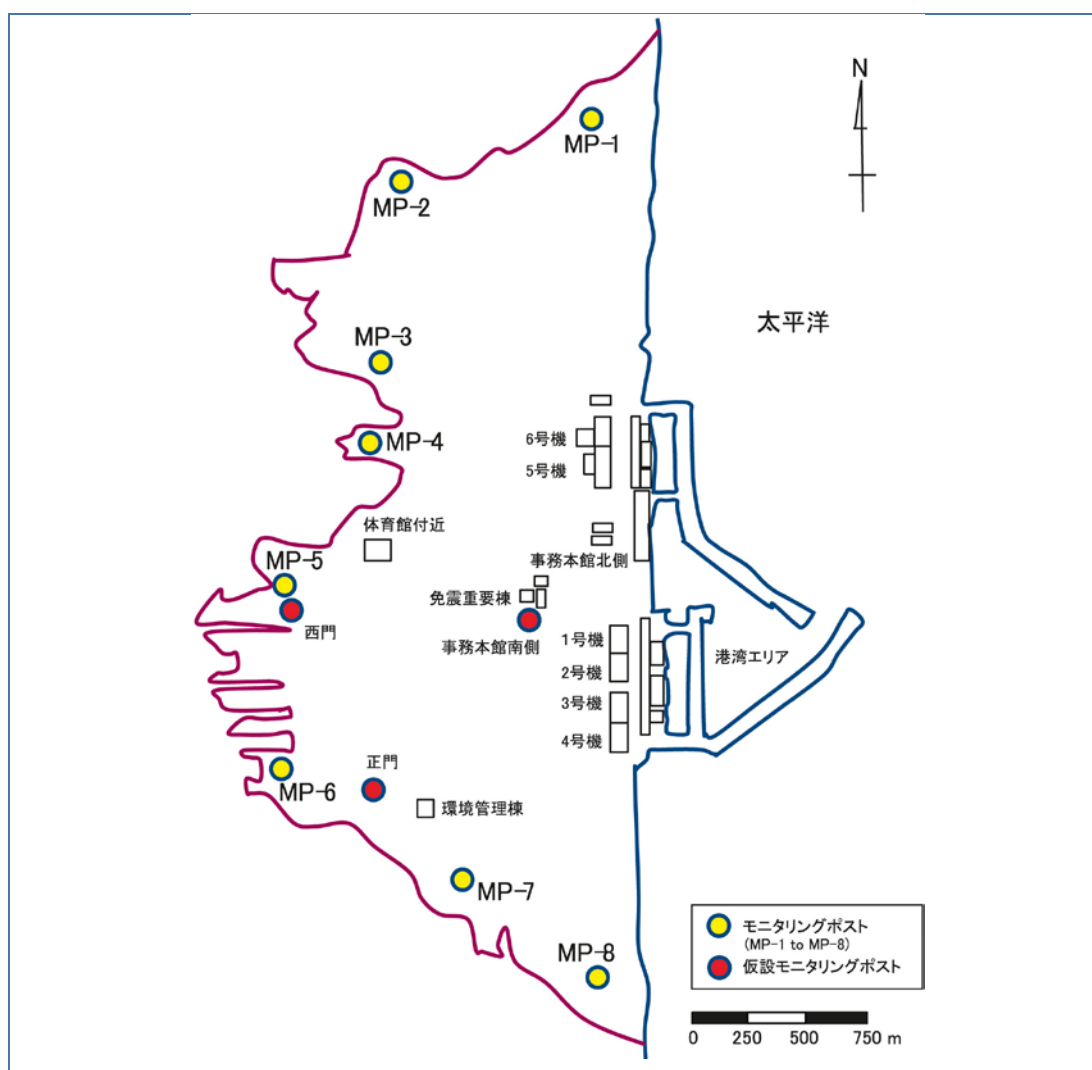 N
MP-1
MP-2
太平洋
MP-3
6号機
MP-4
5号機
体育館付近
事務本館北側
MP-5
免震重要棟
西門
事務本館南側
1号機
港湾エリア
2号機
3号機
4号機
正門
MP-6
環境管理棟
MP-7
モニタリングポスト
(MP-1 to MP-8)
MP-8
仮設モニタリングポスト
0 250 500 750 m